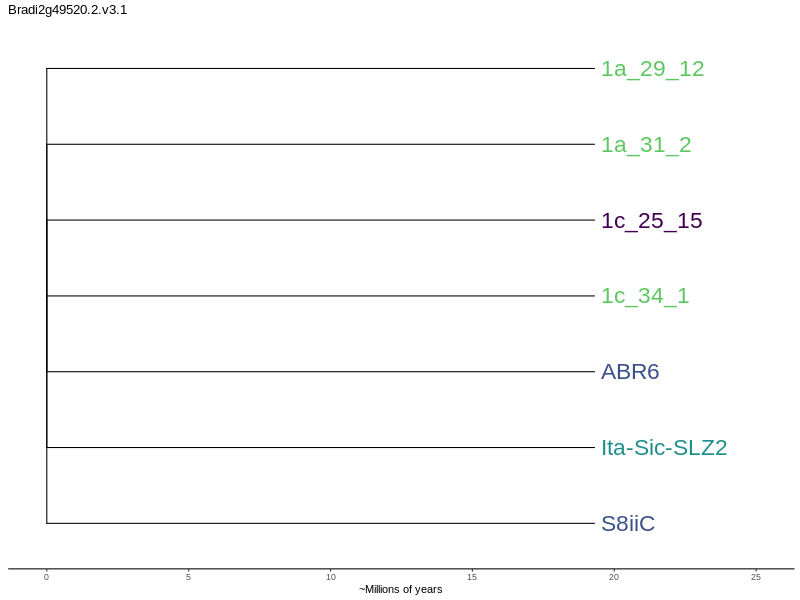 Bradi2g49520.2.v3.1
1a_29_12
1a_31_2
1c_25_15
1c_34_1
ABR6
Ita-Sic-SLZ2
S8iiC
0 5 10 15 20 25
~Millions of years